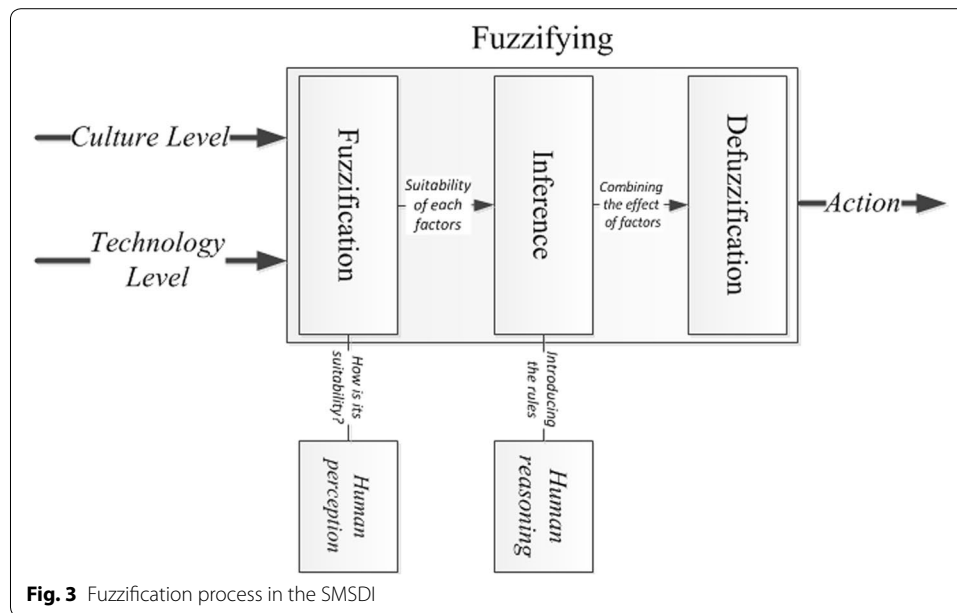 Fuzzifying
Culture Level
Technology
Level
Fuzzification
Suitability
of each
factors
Inference
Combining
the effect
of factors
Defuzzification
Action
How is its
suitability?
Introducing
the rules
Human
perception
Human
reasoning
Fig. 3 Fuzzification process in the SMSDI